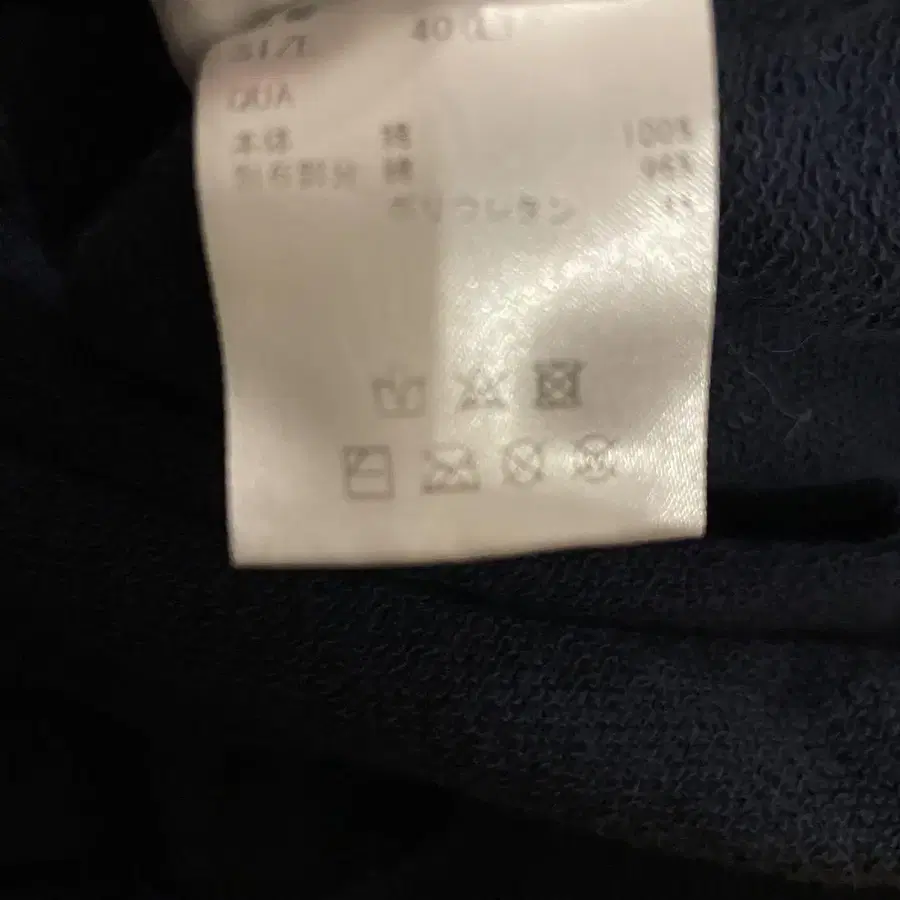 SIZE 40(L)
QUA
本体 綿 100%
別布部分 綿 96%
ポリウレタン 4%